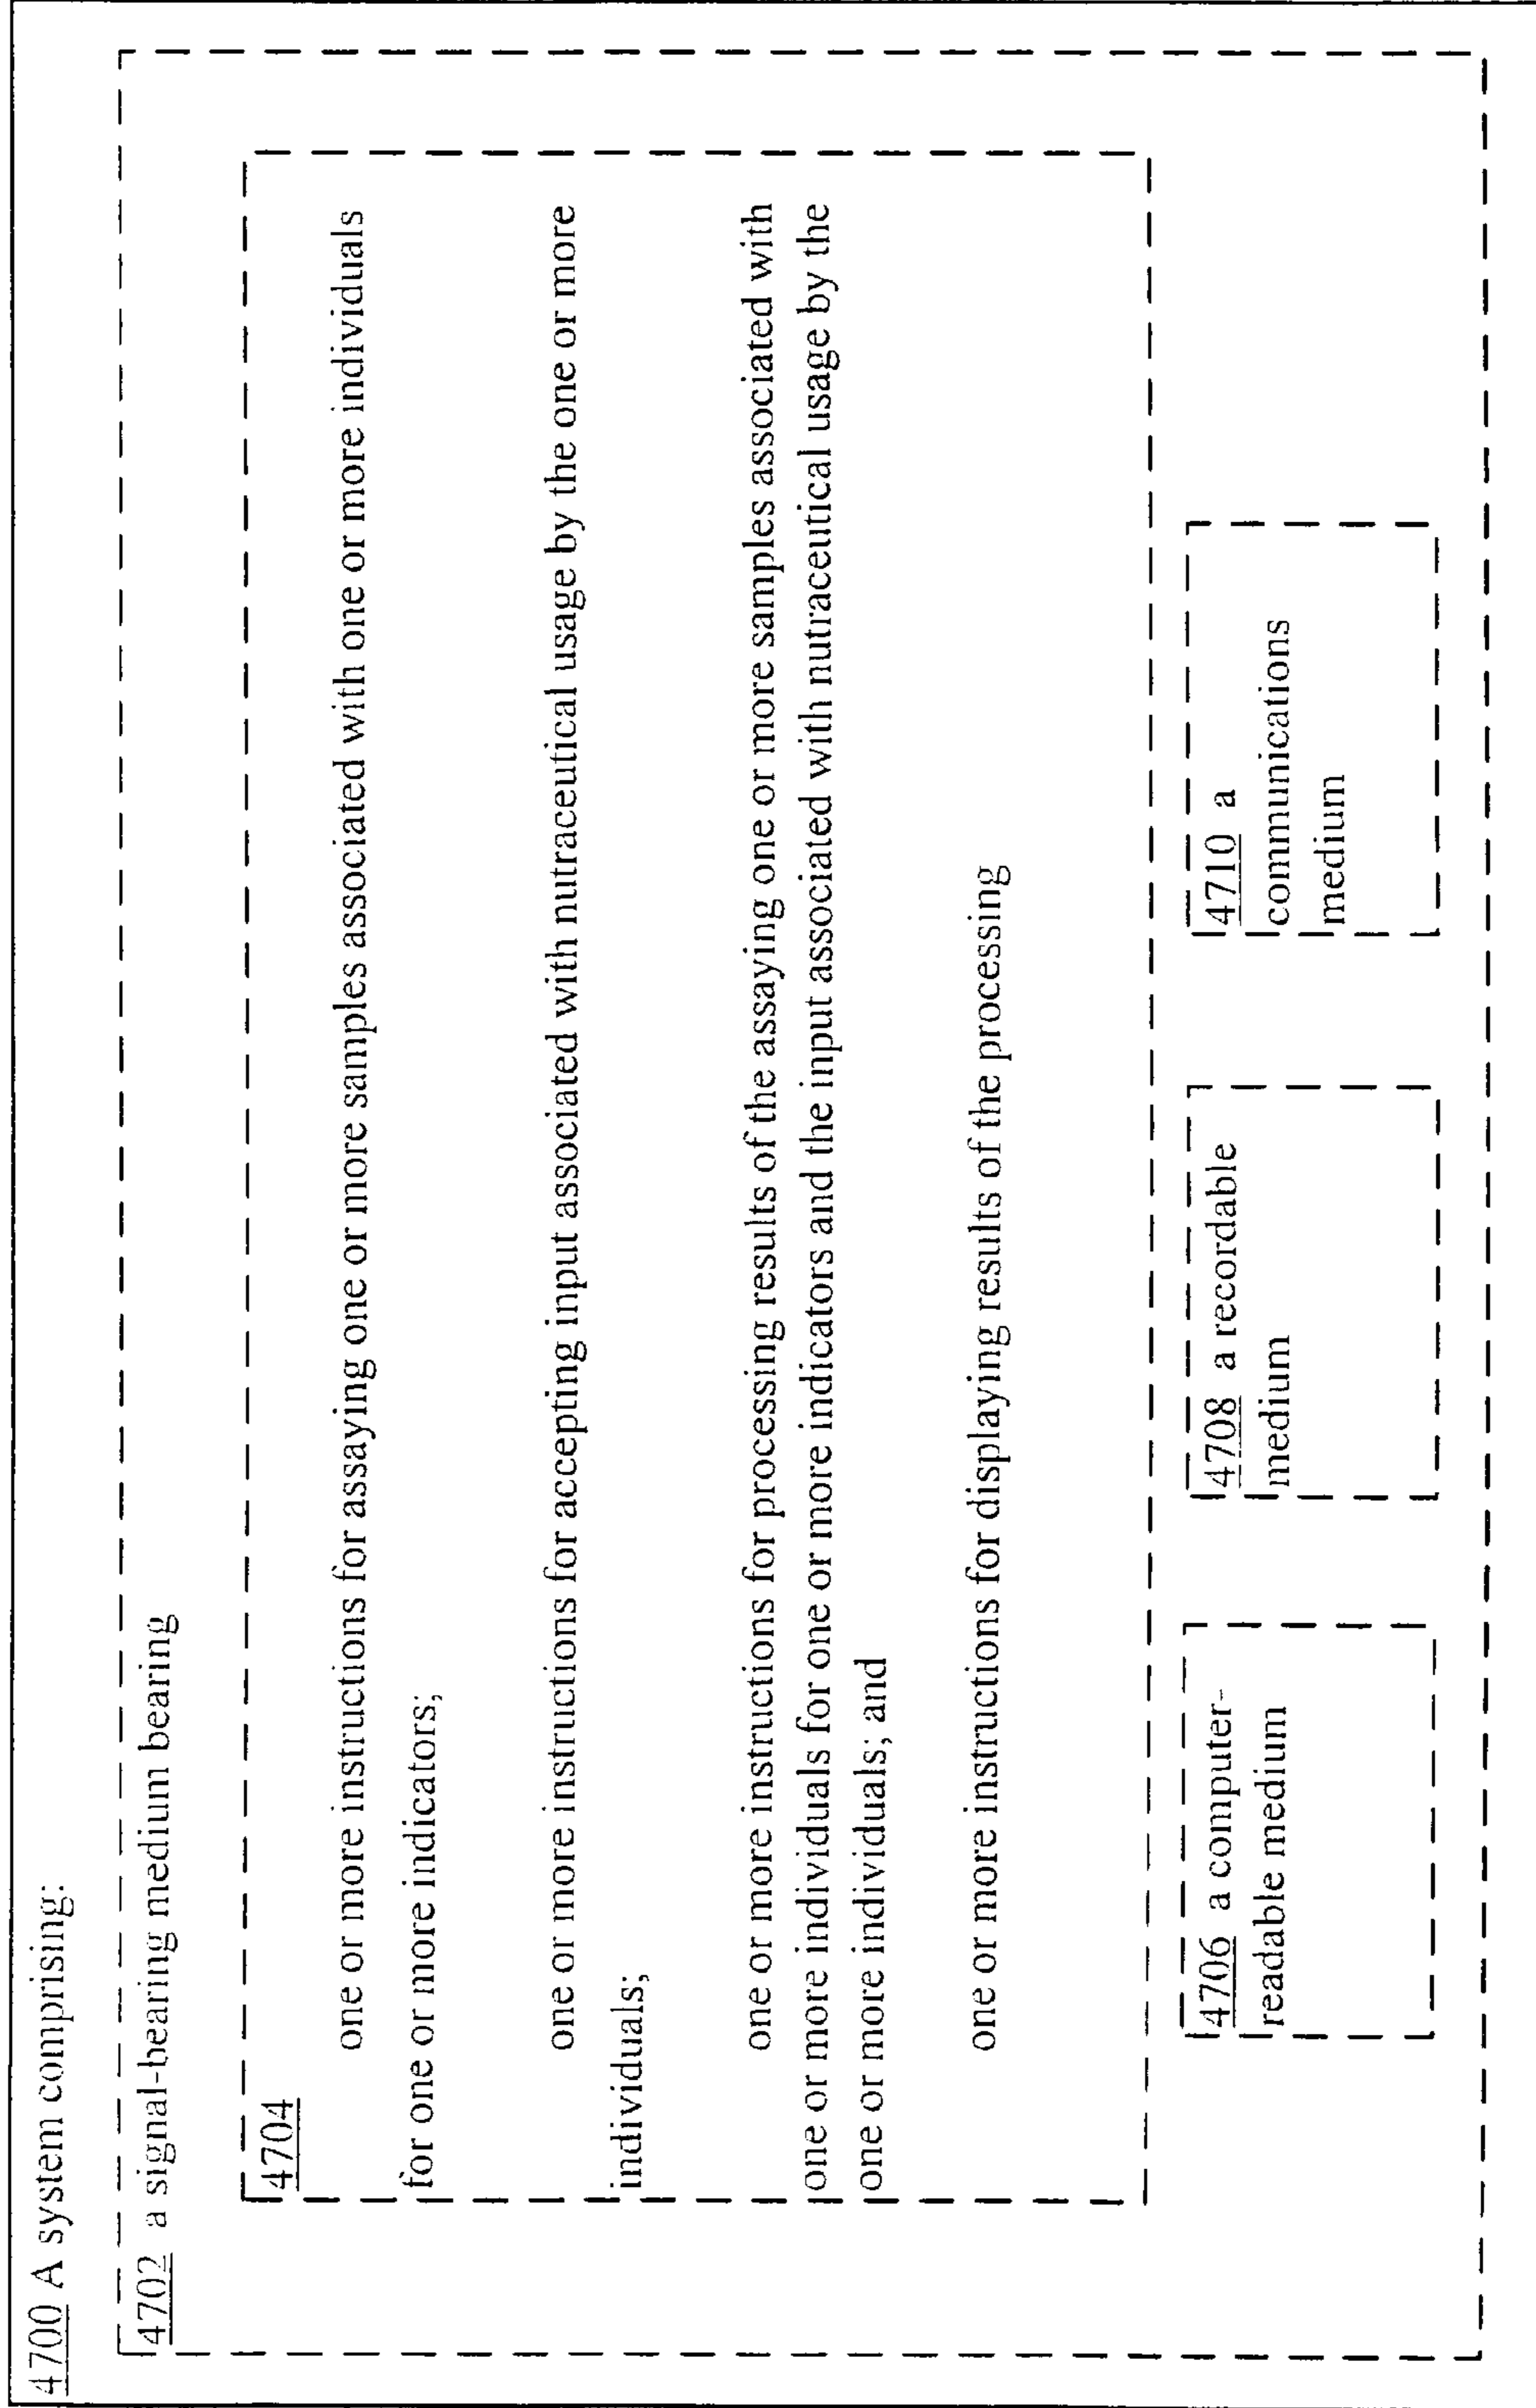 4700 A system comprising:
4702 a signal-bearing medium bearing
4704
one or more instructions for assaying one or more samples associated with one or more individuals
for one or more indicators;
one or more instructions for accepting input associated with nutraceutical usage by the one or more
individuals;
one or more instructions for processing results of the assaying one or more samples associated with
one or more individuals for one or more indicators and the input associated with nutraceutical usage by the
one or more individuals; and
one or more instructions for displaying results of the processing
4706 a computer-
readable medium
4708 a recordable
medium
4710 a
communications
medium